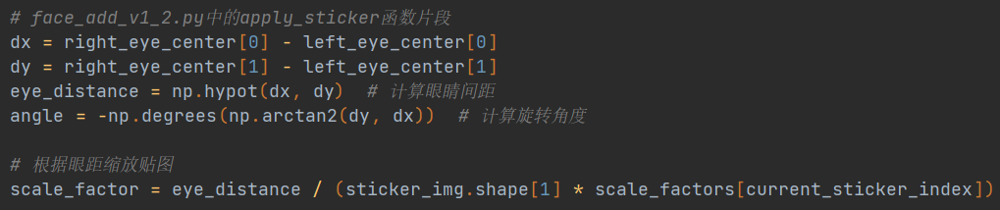 # face_add_v1_2.py中的apply_sticker函数片段
dx = right_eye_center[0] - left_eye_center[0]
dy = right_eye_center[1] - left_eye_center[1]
eye_distance = np.hypot(dx, dy)  # 计算眼睛间距
angle = -np.degrees(np.arctan2(dy, dx))  # 计算旋转角度
# 根据眼距缩放贴图
scale_factor = eye_distance / (sticker_img.shape[1] * scale_factors[current_sticker_index])